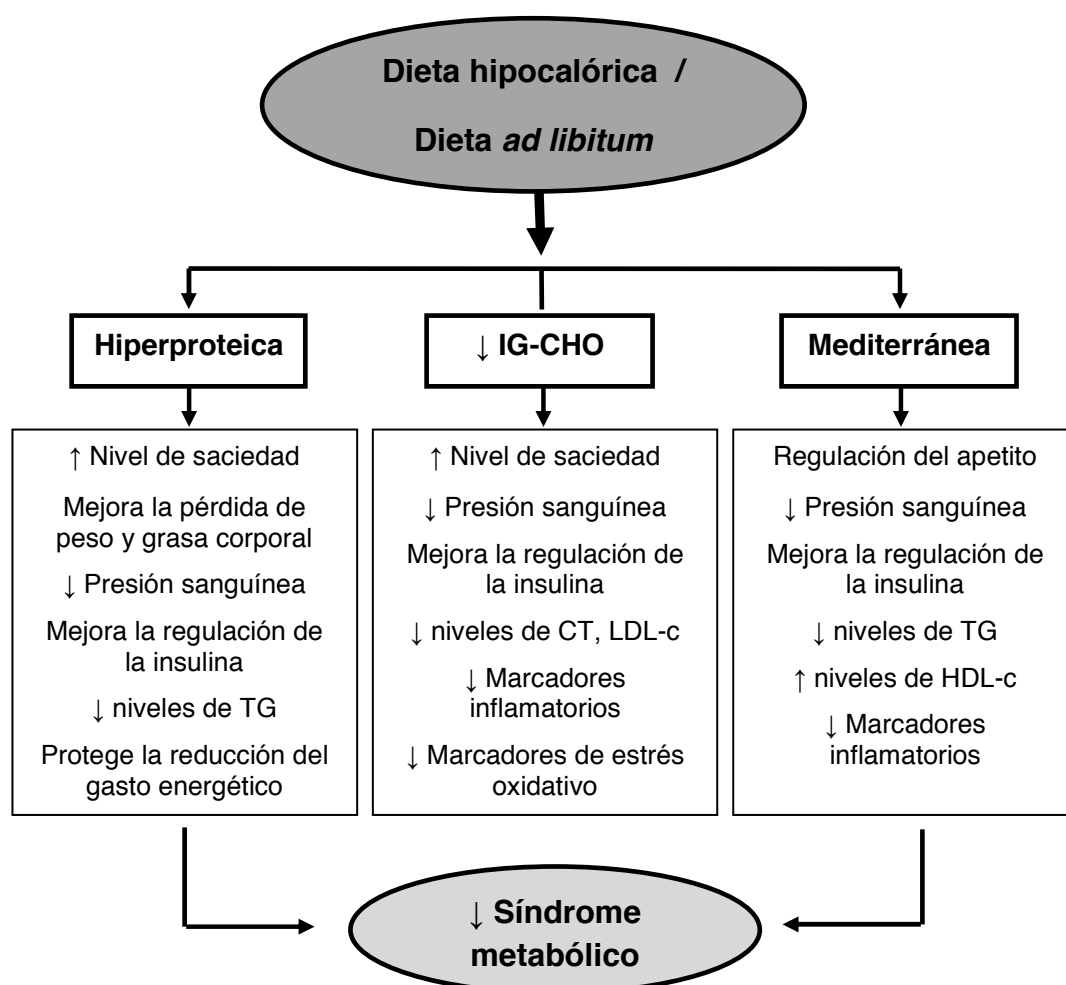 Dieta hipocalórica /
Dieta ad libitum
Hiperproteica
↓ IG-CHO
Mediterránea
↑ Nivel de saciedad
Mejora la pérdida de
peso y grasa corporal
↓ Presión sanguínea
Mejora la regulación de
la insulina
↓ niveles de TG
Protege la reducción del
gasto energético
↑ Nivel de saciedad
↓ Presión sanguínea
Mejora la regulación de
la insulina
↓ niveles de CT, LDL-c
↓ Marcadores
inflamatorios
↓ Marcadores de estrés
oxidativo
Regulación del apetito
↓ Presión sanguínea
Mejora la regulación de
la insulina
↓ niveles de TG
↑ niveles de HDL-c
↓ Marcadores
inflamatorios
↓ Síndrome
metabólico